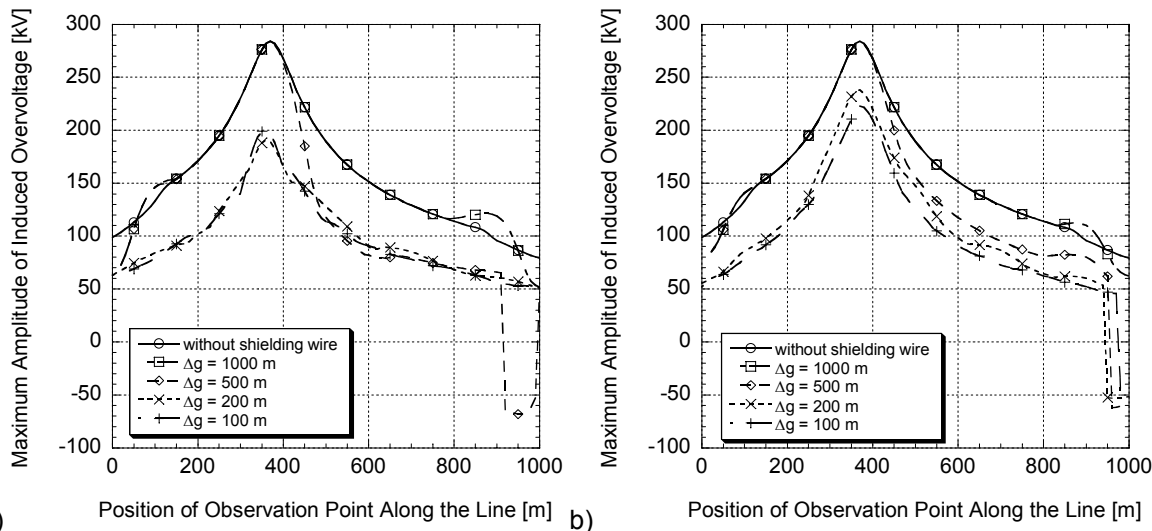 Maximum Amplitude of Induced Overvoltage [kV]
300
250
200
150
100
50
0
-50
-100
without shielding wire
Δg = 1000 m
Δg = 500 m
Δg = 200 m
Δg = 100 m
0 200 400 600 800 1000
Position of Observation Point Along the Line [m]
)
Maximum Amplitude of Induced Overvoltage [kV]
300
250
200
150
100
50
0
-50
-100
without shielding wire
Δg = 1000 m
Δg = 500 m
Δg = 200 m
Δg = 100 m
0 200 400 600 800 1000
Position of Observation Point Along the Line [m]
b)